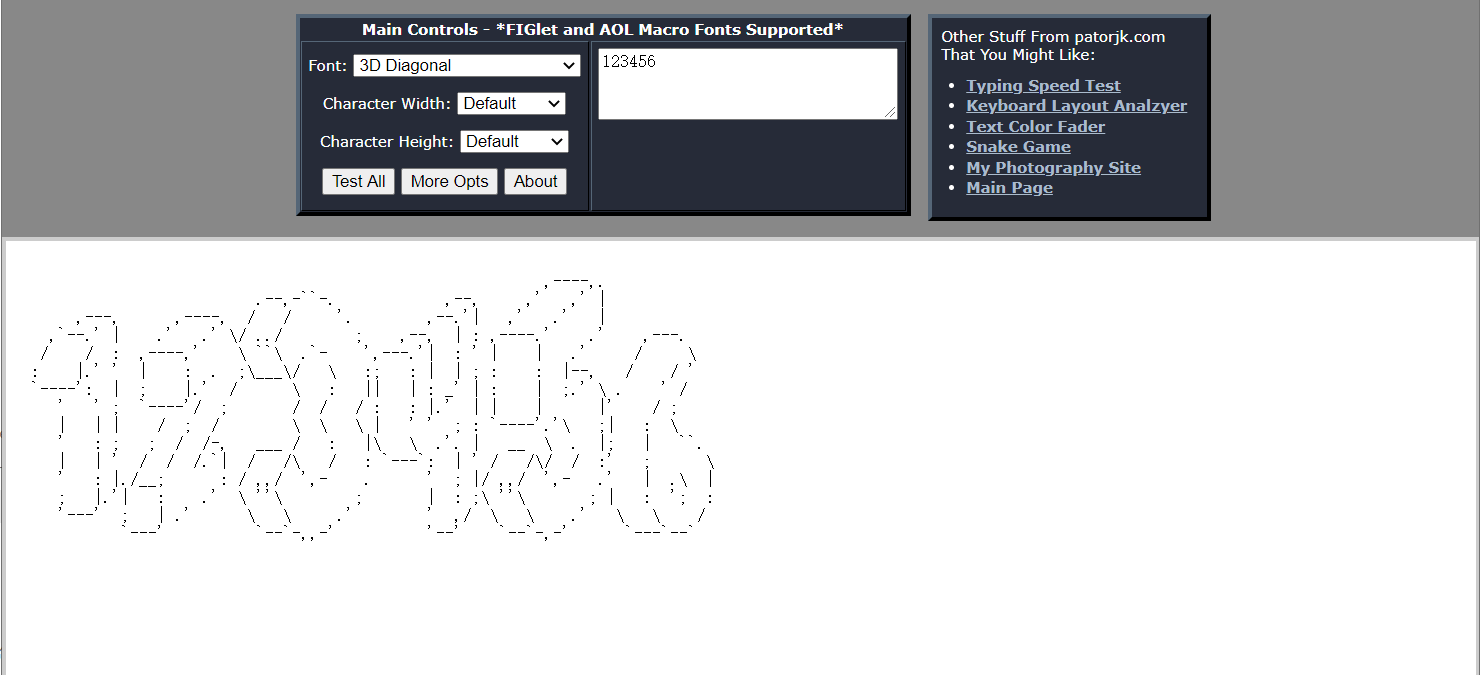 Main Controls - *FIGlet and AOL Macro Fonts Supported*
Font: 3D Diagonal
Character Width: Default
Character Height: Default
Test All More Opts About
123456
Other Stuff From patorjk.com
That You Might Like:
• Typing Speed Test
• Keyboard Layout Analzyer
• Text Color Fader
• Snake Game
• My Photography Site
• Main Page
123456